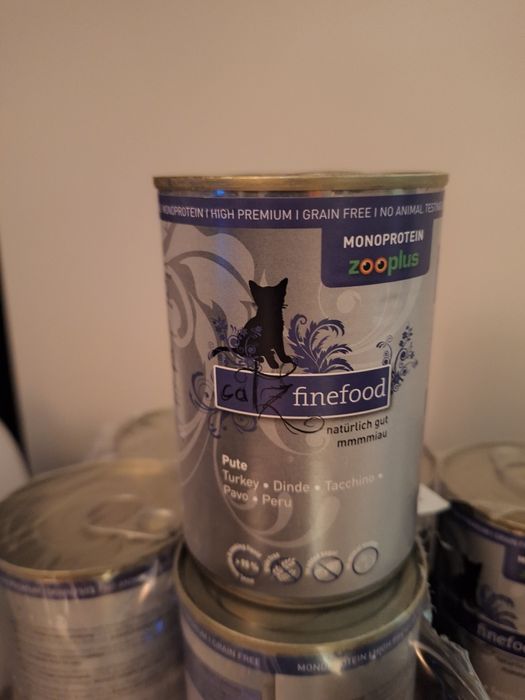 MONOPROTEIN I HIGH PREMIUM I GRAIN FREE I NO ANIMAL TESTING
MONOPROTEIN
zooplus
catz
finefood
natürlich gut
mmmmiau
Pute
Turkey • Dinde • Tacchino •
Pavo • Peru
I GRAIN FREE
MONOPROTEIN I HIGH
finefood